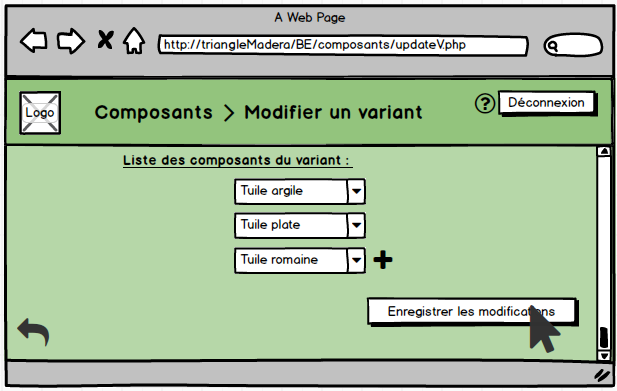 A Web Page
http://triangleMadera/BE/composants/updateV.php
Logo
Composants > Modifier un variant
?
Déconnexion
Liste des composants du variant :
Tuile argile
Tuile plate
Tuile romaine
Enregistrer les modifications